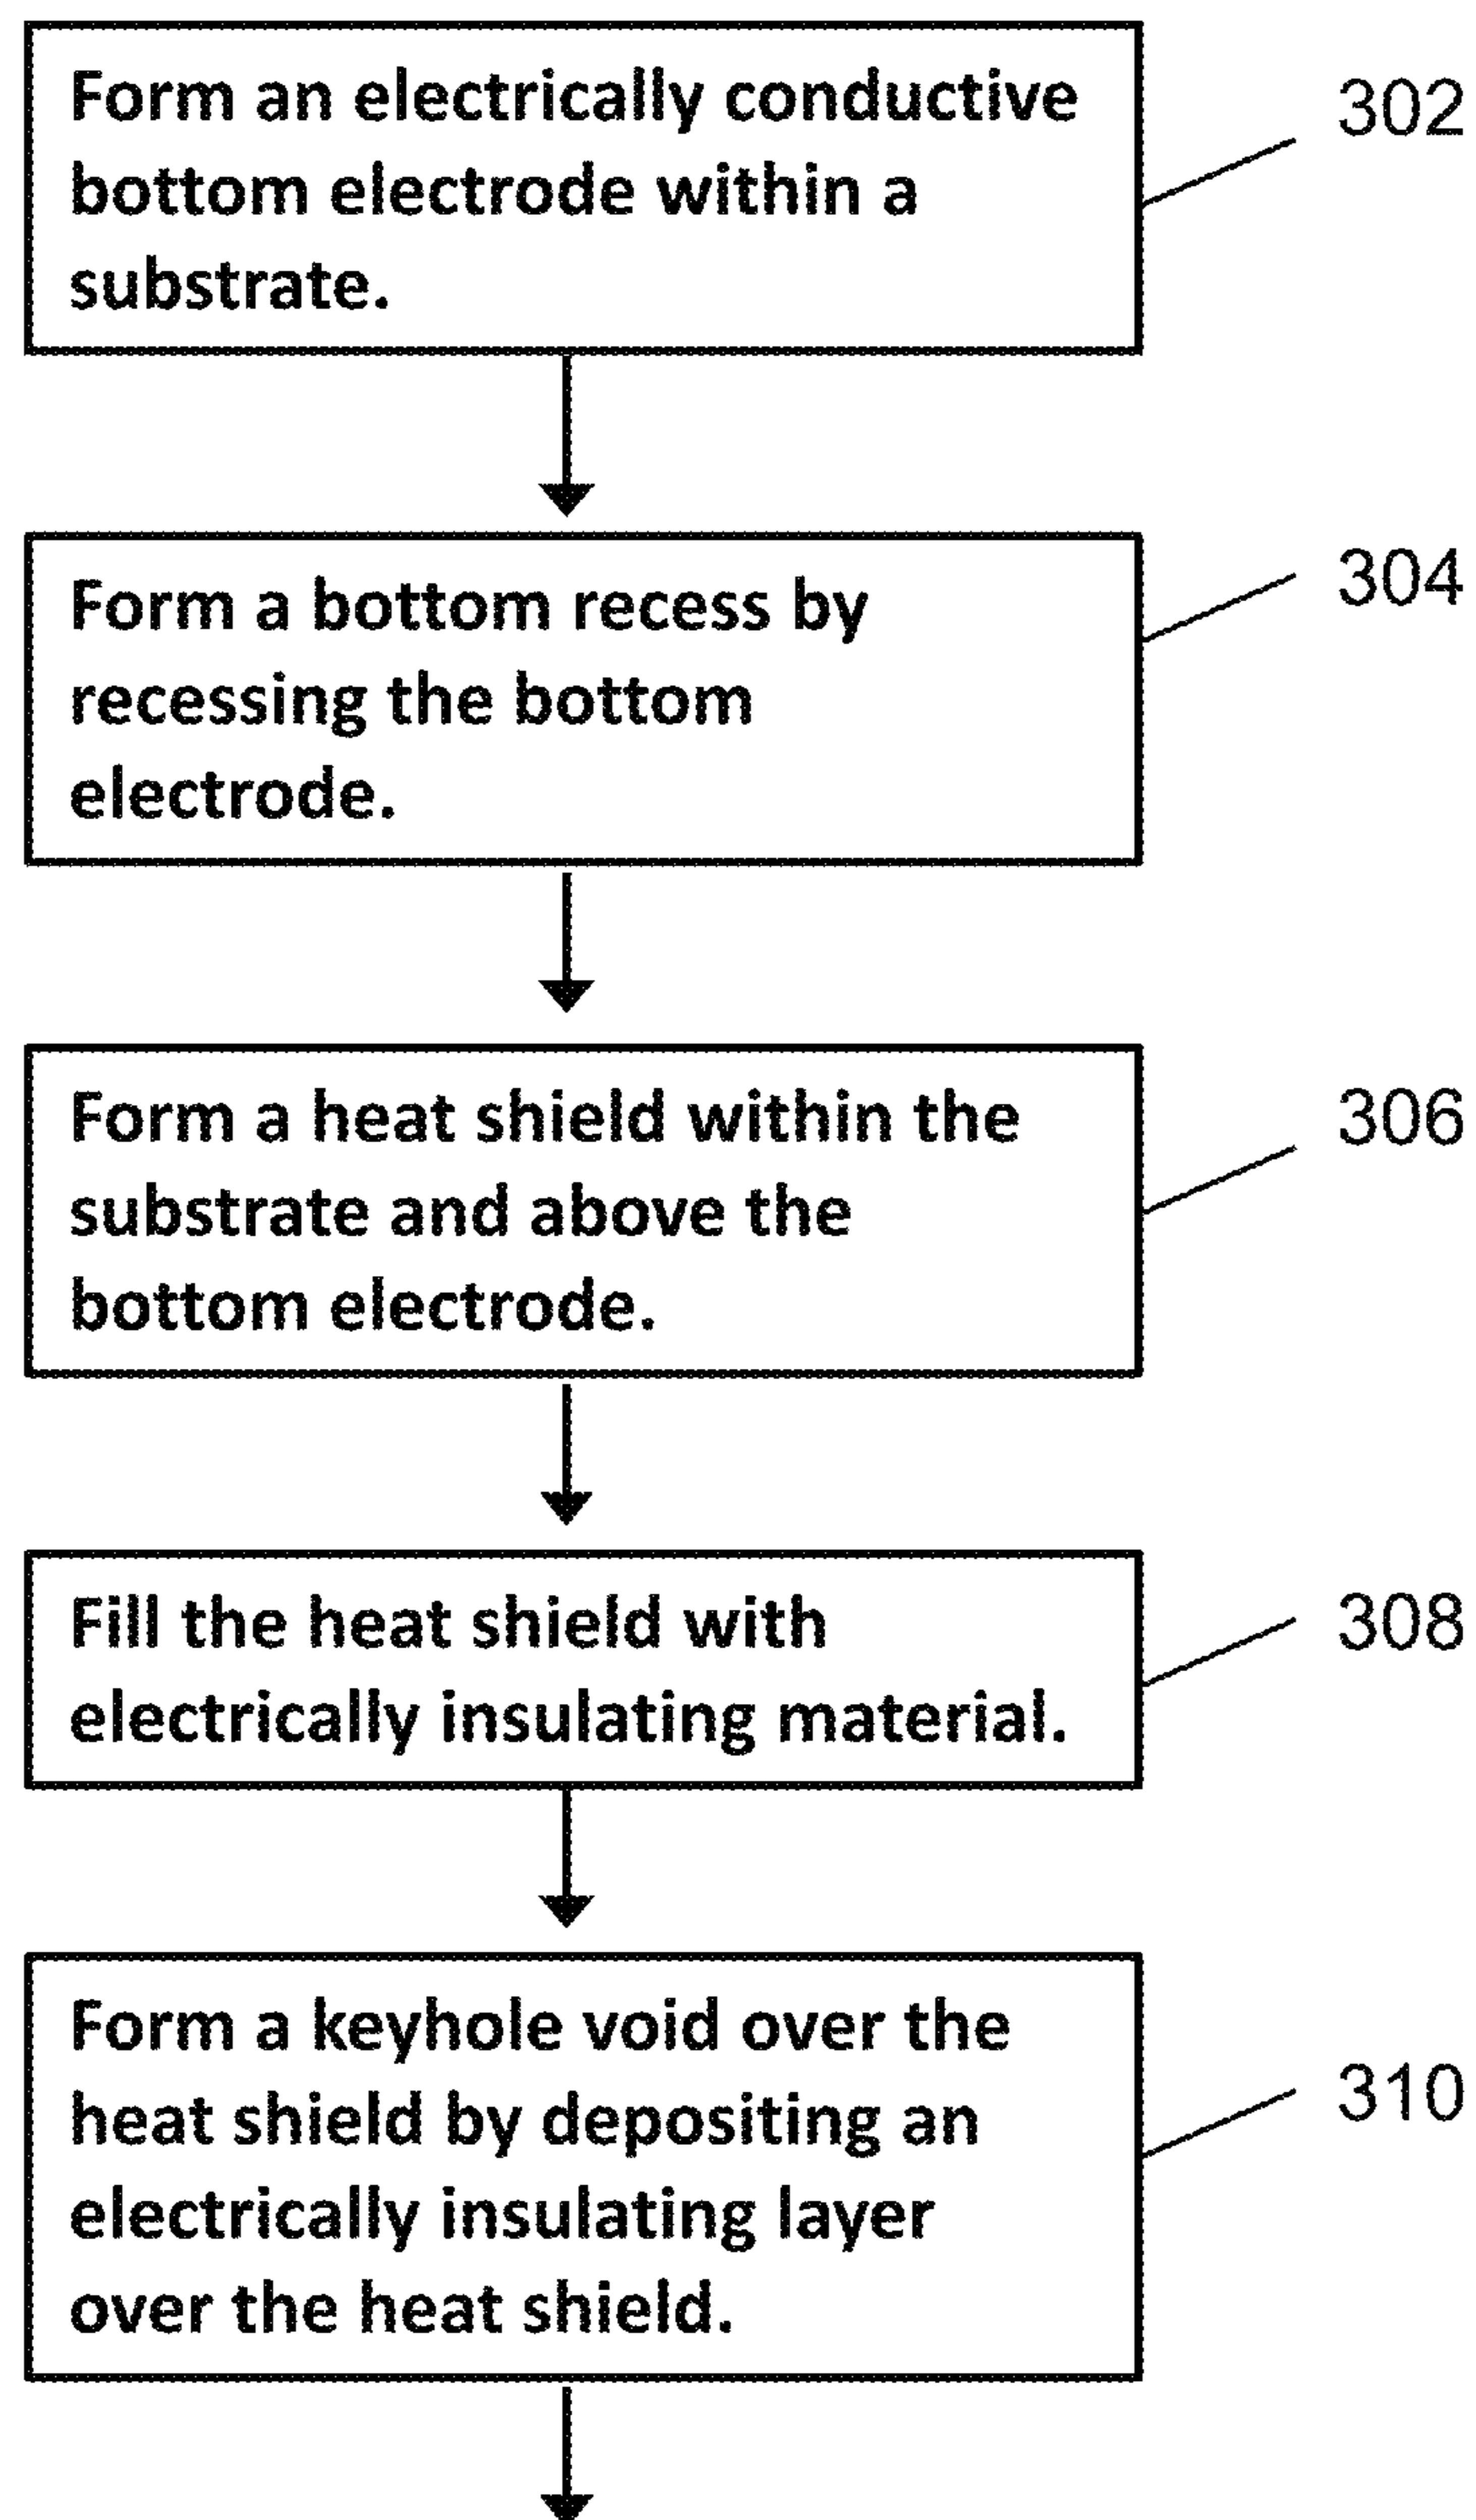 Form an electrically conductive
bottom electrode within a
substrate.
302
Form a bottom recess by
recessing the bottom
electrode.
304
Form a heat shield within the
substrate and above the
bottom electrode.
306
Fill the heat shield with
electrically insulating material.
308
Form a keyhole void over the
heat shield by depositing an
electrically insulating layer
over the heat shield.
310